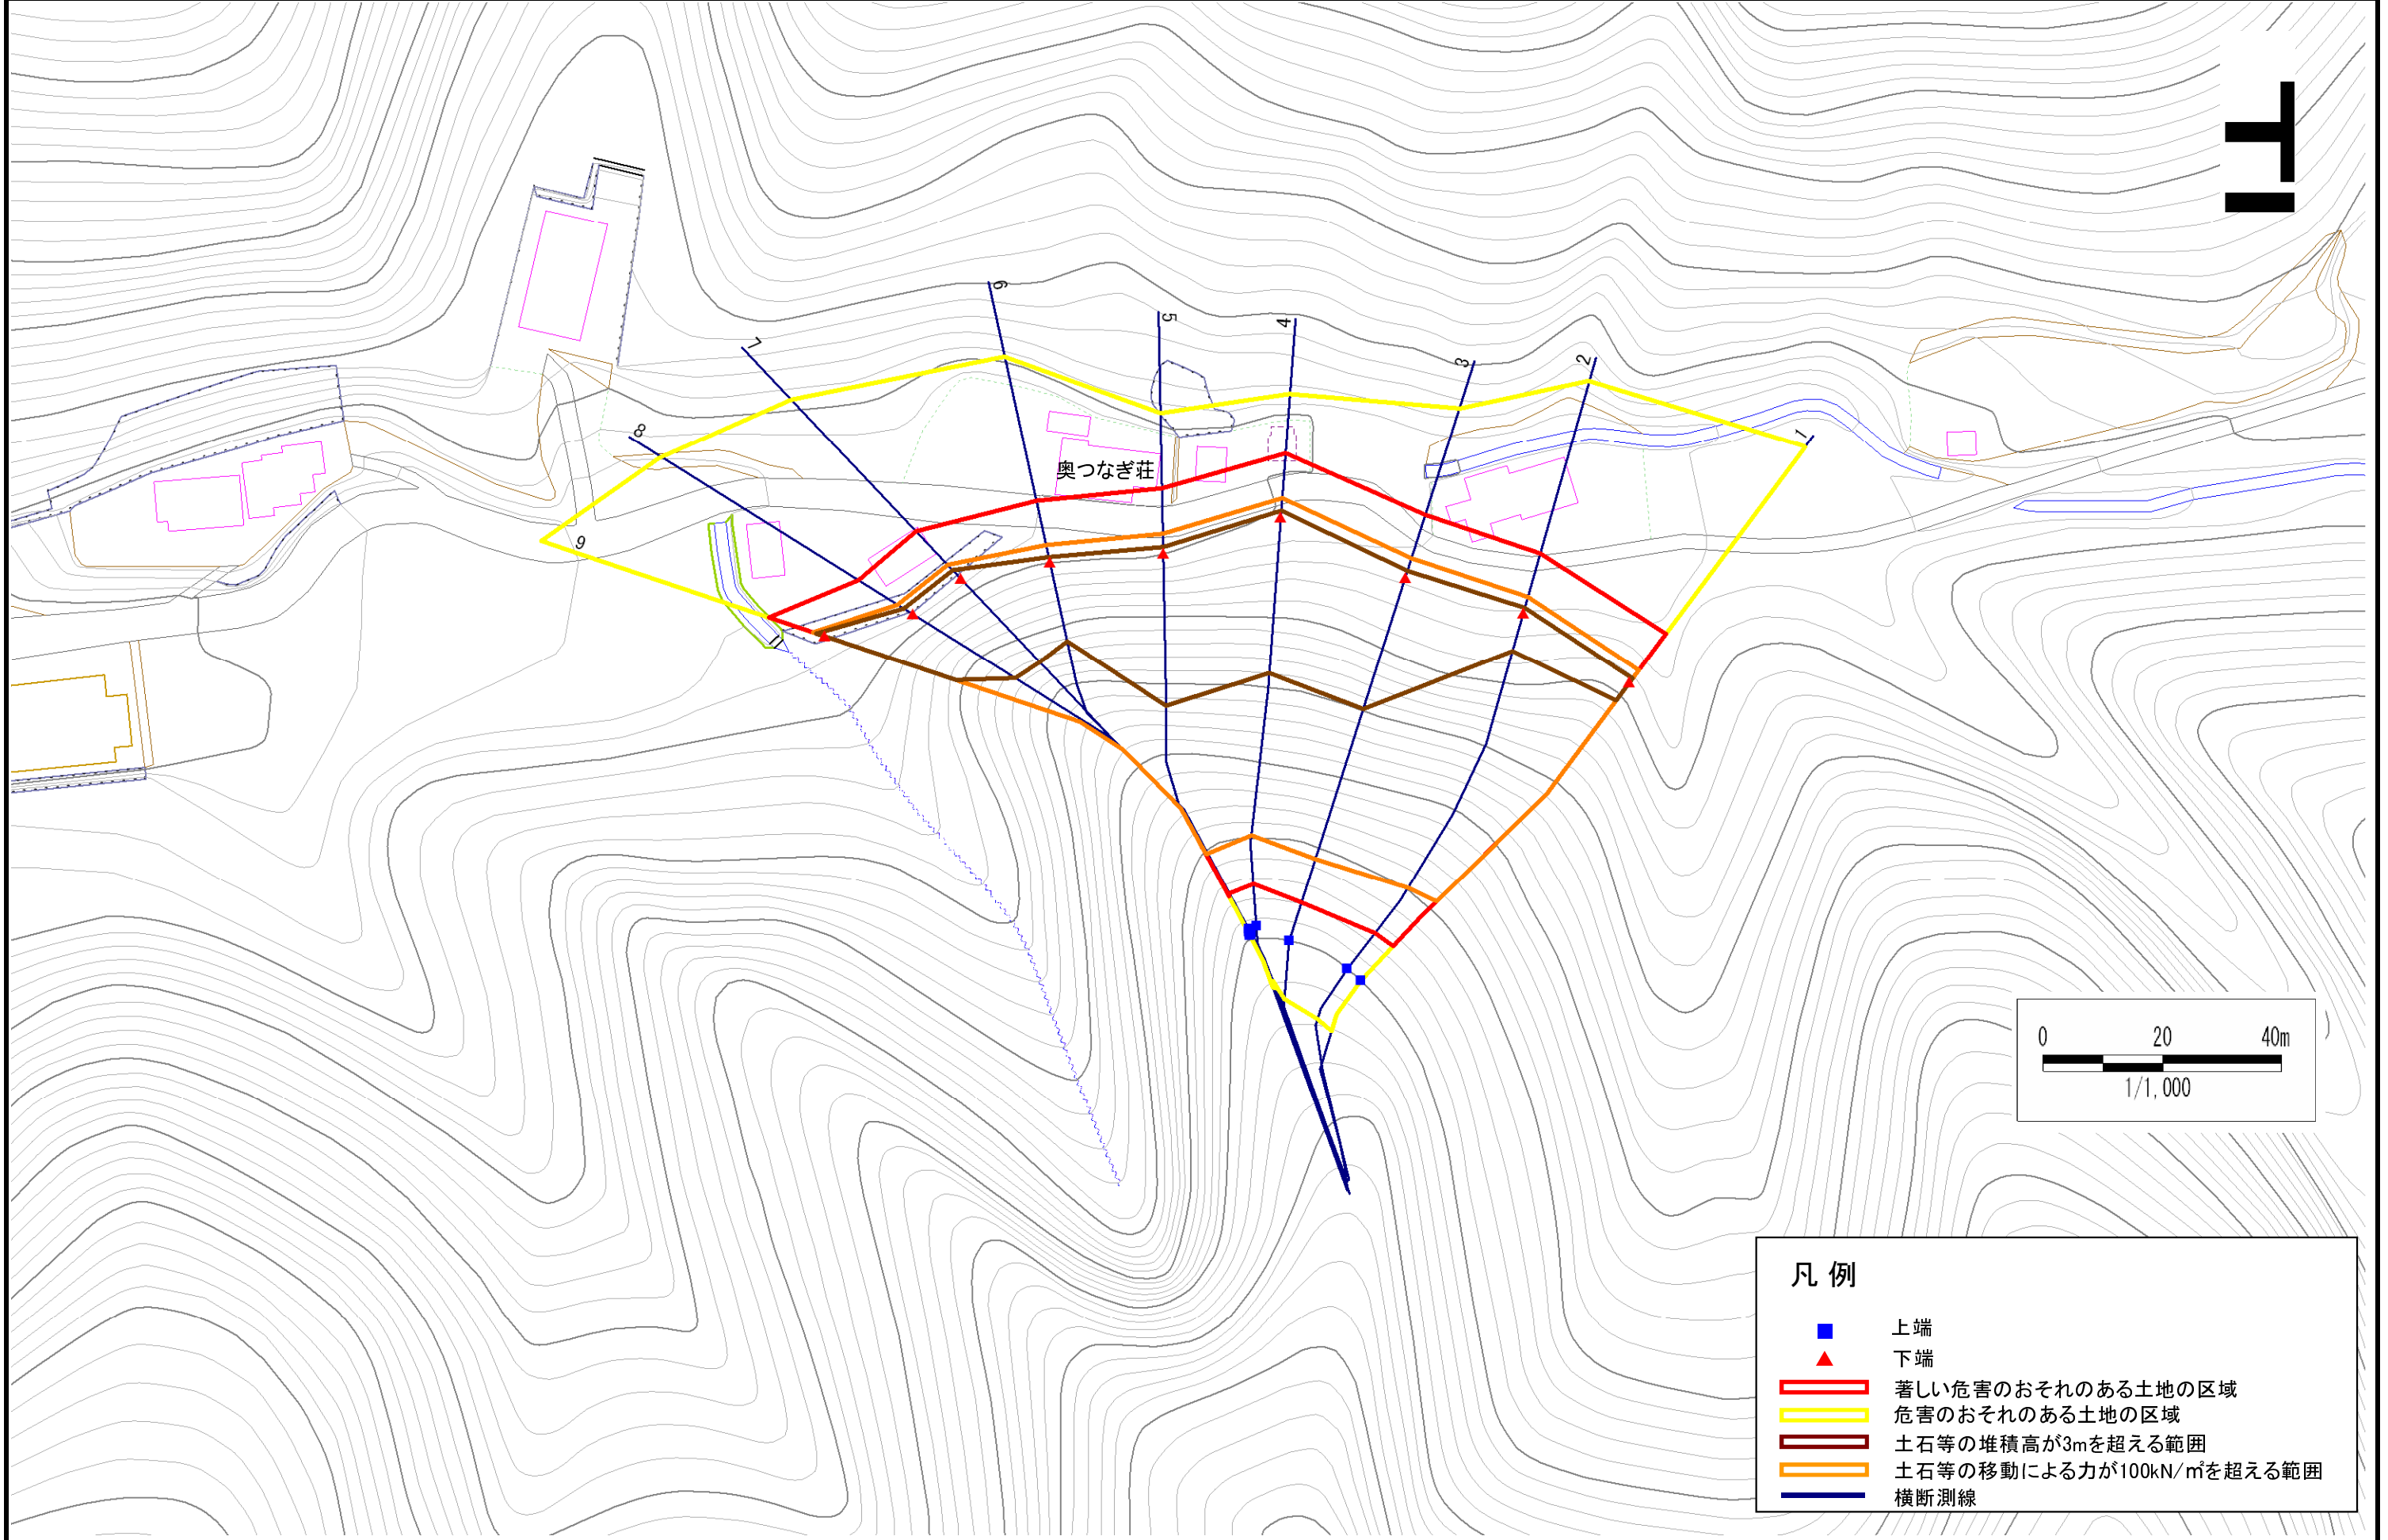 6
5
4
7
3
2
8
1
奥つなぎ荘
9
0 20 40m
1/1,000
凡 例
上端
下端
著しい危害のおそれのある土地の区域
危害のおそれのある土地の区域
土石等の堆積高が3mを超える範囲
土石等の移動による力が100kN/㎡を超える範囲
横断測線